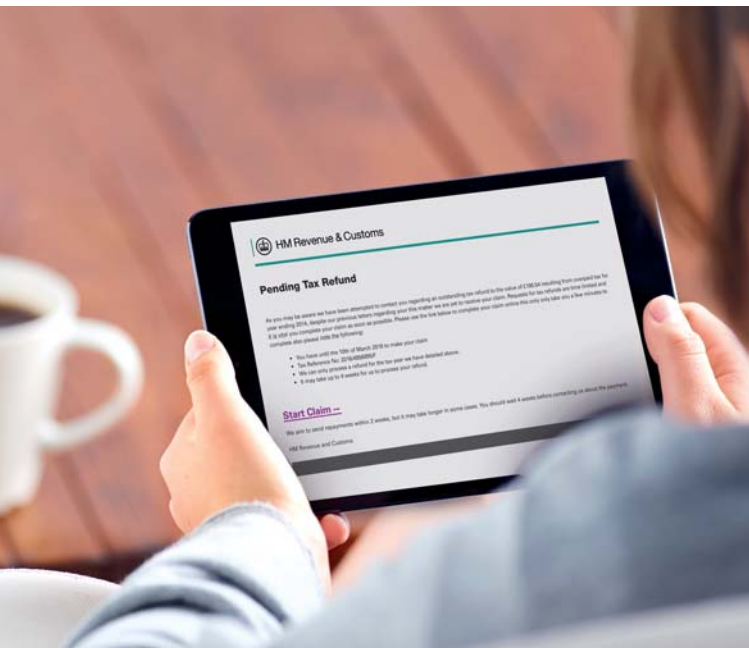 HM Revenue & Customs
Pending Tax Refund
As you may be aware we have been attempted to contact you regarding an outstanding tax refund to the value of £196.54 resulting from overpaid tax for
year ending 2014, despite our previous letters regarding your this matter we are yet to receive your claim. Requests for tax refunds are time limited and
it is vital you complete your claim as soon as possible. Please use the link below to complete your claim online this only only take you a few minutes to
complete also please note the following:
• You have until the 10th of March 2016 to make your claim
• Tax Reference No:
• We can only process a refund for the tax year we have detailed above.
• It may take up to 4 weeks for us to process your refund.
Start Claim
We aim to send repayments within 2 weeks, but it may take longer in some cases. You should wait 4 weeks before contacting us about the payment.
HM Revenue and Customs